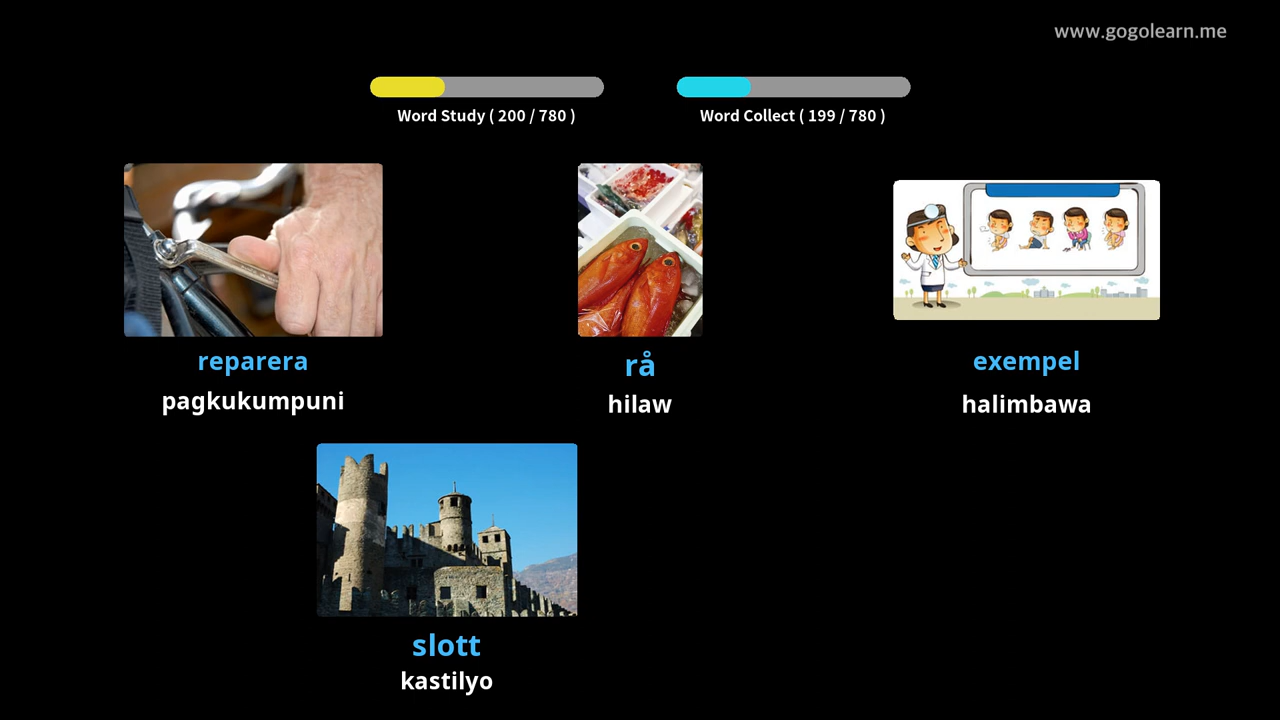 www.gogolearn.me
Word Study ( 200 / 780 )
Word Collect ( 199 / 780 )
reparera
pagkukumpuni
rå
hilaw
exempel
halimbawa
slott
kastilyo